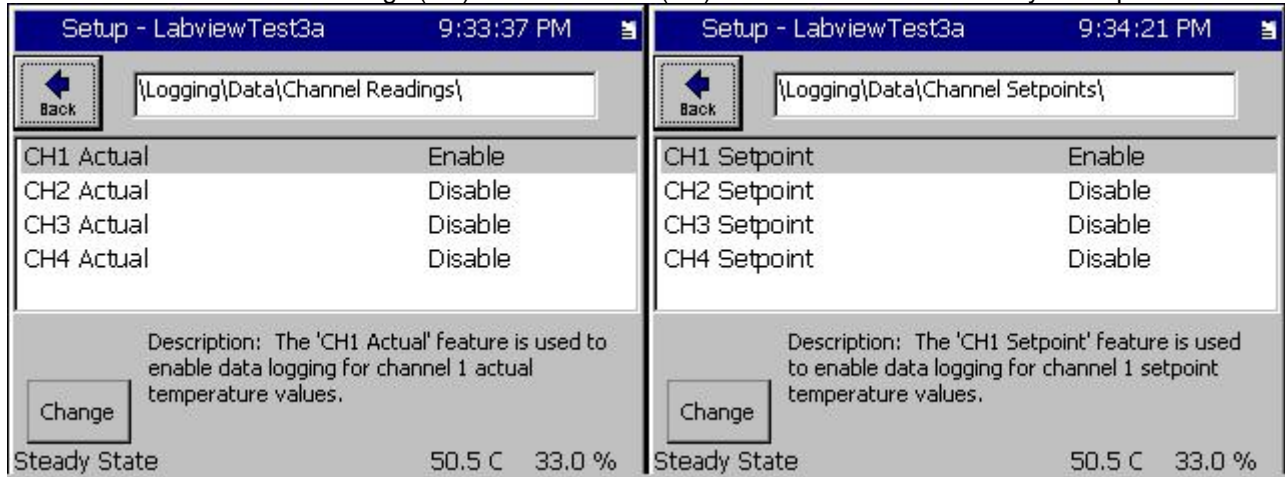 Setup - LabviewTest3a 9:33:37 PM
Back
\Logging\Data\Channel Readings\
CH1 Actual Enable
CH2 Actual Disable
CH3 Actual Disable
CH4 Actual Disable
Description: The 'CH1 Actual' feature is used to
enable data logging for channel 1 actual
temperature values.
Change
Steady State 50.5 C 33.0 %
Setup - LabviewTest3a 9:34:21 PM
Back
\Logging\Data\Channel Setpoints\
CH1 Setpoint Enable
CH2 Setpoint Disable
CH3 Setpoint Disable
CH4 Setpoint Disable
Description: The 'CH1 Setpoint' feature is used
to enable data logging for channel 1 setpoint
temperature values.
Change
Steady State 50.5 C 33.0 %